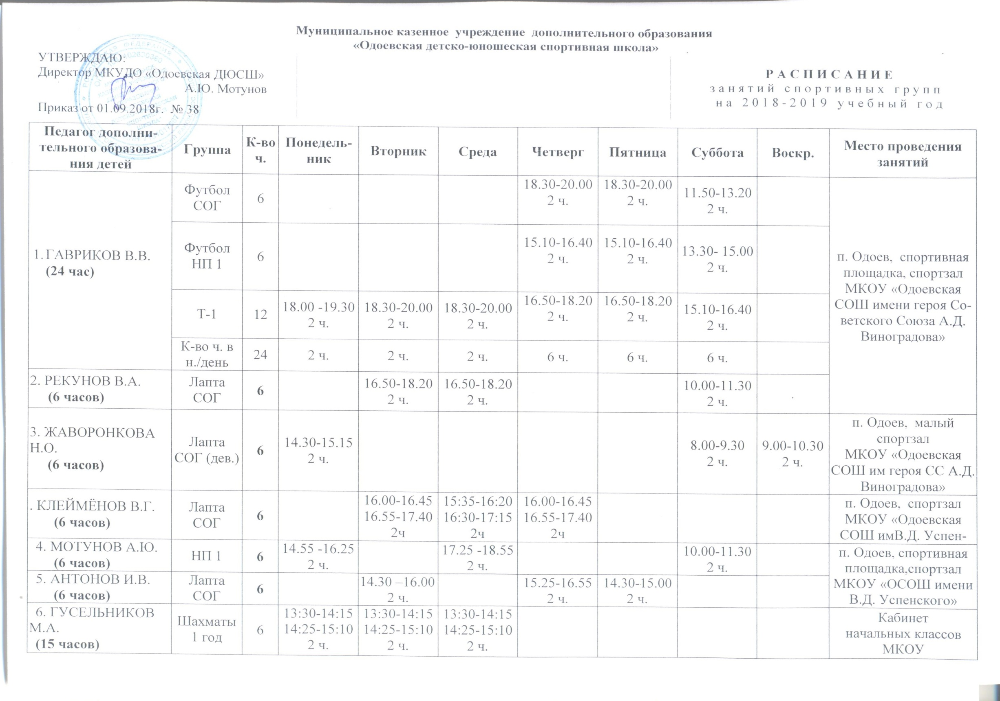 Муниципальное казенное учреждение дополнительного образования
«Одоевская детско-юношеская спортивная школа»
УТВЕРЖДАЮ:
Директор МКУДО «Одоевская ДЮСШ»
А.Ю. Мотунов
Приказ от 01.09.2018г. № 38
РАСПИСАНИЕ
занятий спортивных групп
на 2018-2019 учебный год
Педагог дополни-
тельного образова-
ния детей
Группа
К-во
ч.
Понедель-
ник
Вторник
Среда
Четверг
Пятница
Суббота
Воскр.
Место проведения
занятий
1. ГАВРИКОВ В.В.
(24 час)
Футбол
СОГ
6
18.30-20.00
2 ч.
18.30-20.00
2 ч.
11.50-13.20
2 ч.
Футбол
НП 1
6
15.10-16.40
2 ч.
15.10-16.40
2 ч.
13.30- 15.00
2 ч.
Т-1
12
18.00 -19.30
2 ч.
18.30-20.00
2 ч.
18.30-20.00
2 ч.
16.50-18.20
2 ч.
16.50-18.20
2 ч.
15.10-16.40
2 ч.
К-во ч. в
н./день
24
2 ч.
2 ч.
2 ч.
6 ч.
6 ч.
6 ч.
п. Одоев, спортивная
площадка, спортзал
МКОУ «Одоевская
СОШ имени героя Со-
ветского Союза А.Д.
Виноградова»
2. РЕКУНОВ В.А.
(6 часов)
Лапта
СОГ
6
16.50-18.20
2 ч.
16.50-18.20
2 ч.
10.00-11.30
2 ч.
3. ЖАВОРОНКОВА
Н.О.
(6 часов)
Лапта
СОГ (дев.)
6
14.30-15.15
2 ч.
8.00-9.30
2 ч.
9.00-10.30
2 ч.
п. Одоев, малый
спортзал
МКОУ «Одоевская
СОШ им героя СС А.Д.
Виноградова»
. КЛЕЙМЁНОВ В.Г.
(6 часов)
Лапта
СОГ
6
16.00-16.45
16.55-17.40
2ч
15:35-16:20
16:30-17:15
2ч
16.00-16.45
16.55-17.40
2ч
п. Одоев, спортзал
МКОУ «Одоевская
СОШ имВ.Д. Успен-
4. МОТУНОВ А.Ю.
(6 часов)
НП 1
6
14.55 -16.25
2 ч.
17.25 -18.55
2 ч.
10.00-11.30
2 ч.
п. Одоев, спортивная
площадка,спортзал
МКОУ «ОСОШ имени
В.Д. Успенского»
5. АНТОНОВ И.В.
(6 часов)
Лапта
СОГ
6
14.30 –16.00
2 ч.
15.25-16.55
2 ч.
14.30-15.00
2 ч.
6. ГУСЕЛЬНИКОВ
М.А.
(15 часов)
Шахматы
1 год
6
13:30-14:15
14:25-15:10
2 ч.
13:30-14:15
14:25-15:10
2 ч.
13:30-14:15
14:25-15:10
2 ч.
Кабинет
начальных классов
МКОУ